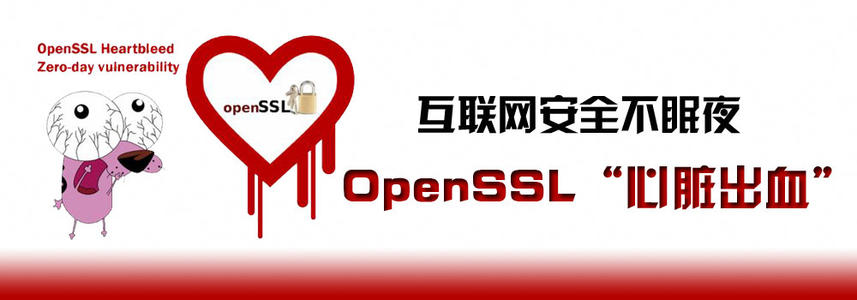 OpenSSL Heartbleed
Zero-day vulnerability
openSSL
互联网安全不眠夜
OpenSSL“心脏出血”